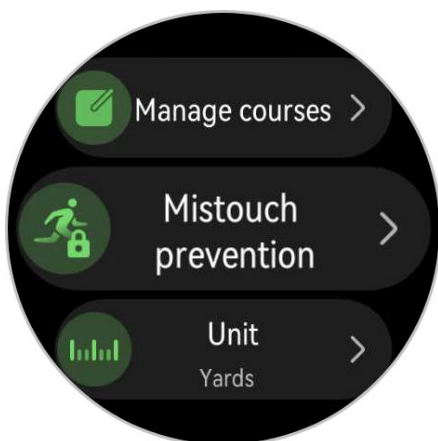 Manage courses
Mistouch
prevention
Unit
Yards